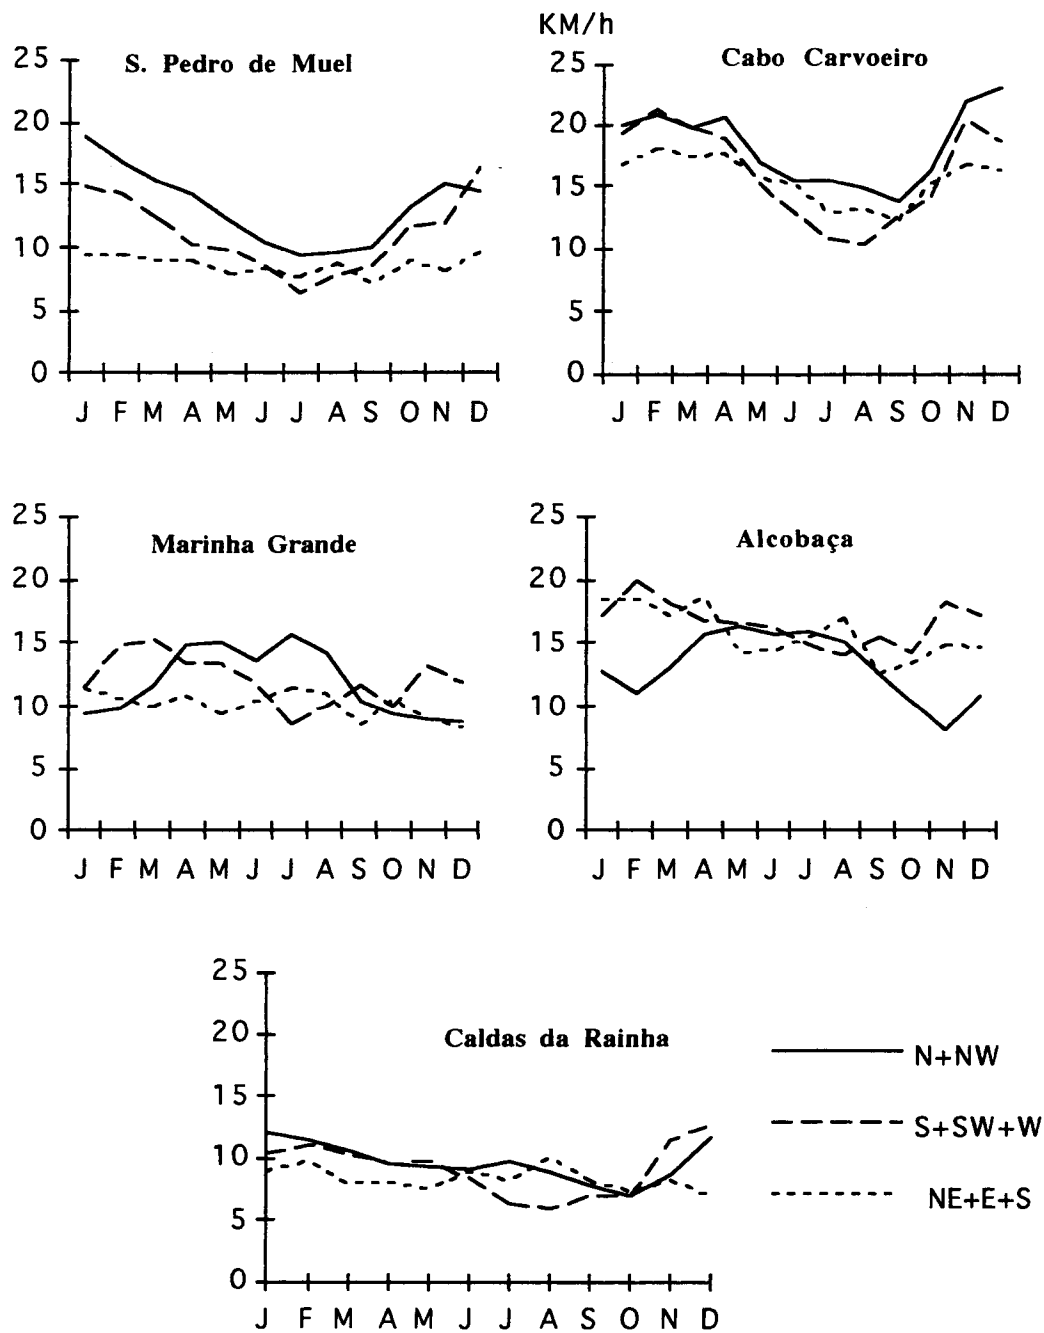 KM/h
S. Pedro de Muel
25
20
15
10
5
0
J F M A M J J A S O N D
Cabo Carvoeiro
25
20
15
10
5
0
J F M A M J J A S O N D
Marinha Grande
25
20
15
10
5
0
J F M A M J J A S O N D
Alcobaça
25
20
15
10
5
0
J F M A M J J A S O N D
Caldas da Rainha
25
20
15
10
5
0
J F M A M J J A S O N D
N+NW
S+SW+W
NE+E+S